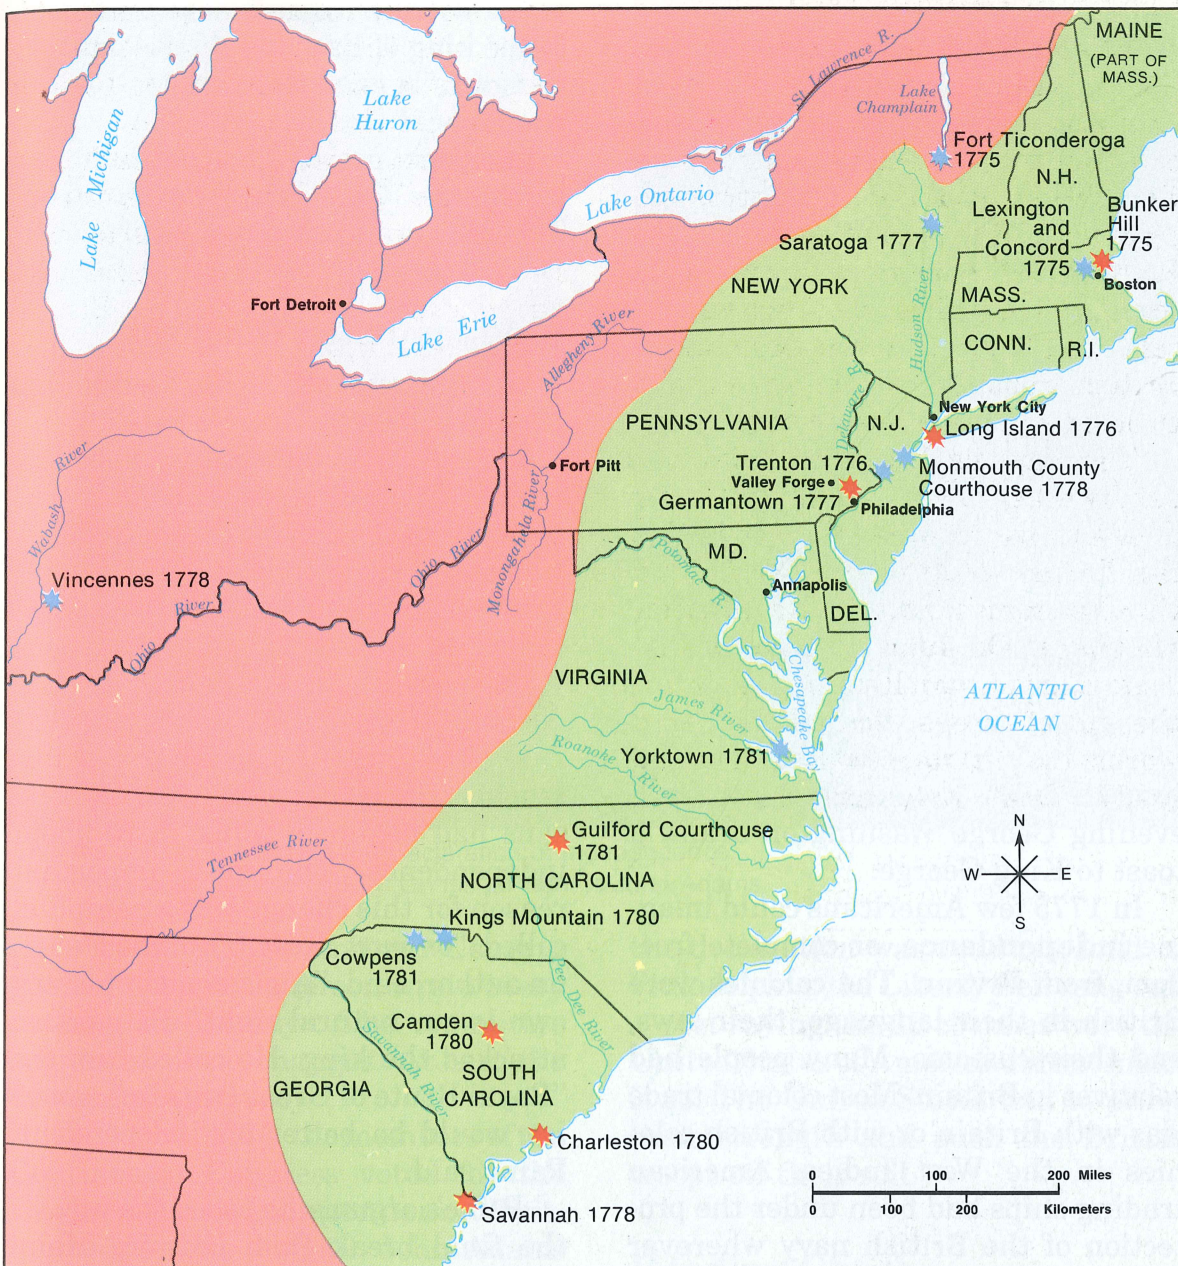 MAINE
(PART OF
MASS.)
St. Lawrence R.
Lake
Champlain
Lake
Huron
Lake Michigan
Fort Ticonderoga
1775
N.H.
Lake Ontario
Lexington
and
Concord
1775
Bunker
Hill
1775
Saratoga 1777
Boston
NEW YORK
MASS.
Fort Detroit
Lake Erie
Hudson River
Allegheny River
CONN.
R.I.
Delaware R.
New York City
PENNSYLVANIA
N.J.
Long Island 1776
Wabash River
Fort Pitt
Trenton 1776
Valley Forge
Germantown 1777
Monmouth County
Courthouse 1778
Philadelphia
Monongahela River
Ohio River
MD.
Potomac R.
Vincennes 1778
Annapolis
Ohio River
DEL.
VIRGINIA
Chesapeake Bay
ATLANTIC
OCEAN
James River
Roanoke River
Yorktown 1781
Guilford Courthouse
1781
Tennessee River
NORTH CAROLINA
N
W E
S
Kings Mountain 1780
Cowpens
1781
Pee Dee River
Camden
1780
Savannah River
SOUTH
CAROLINA
GEORGIA
Charleston 1780
Savannah 1778
0 100 200 Miles
0 100 200 Kilometers